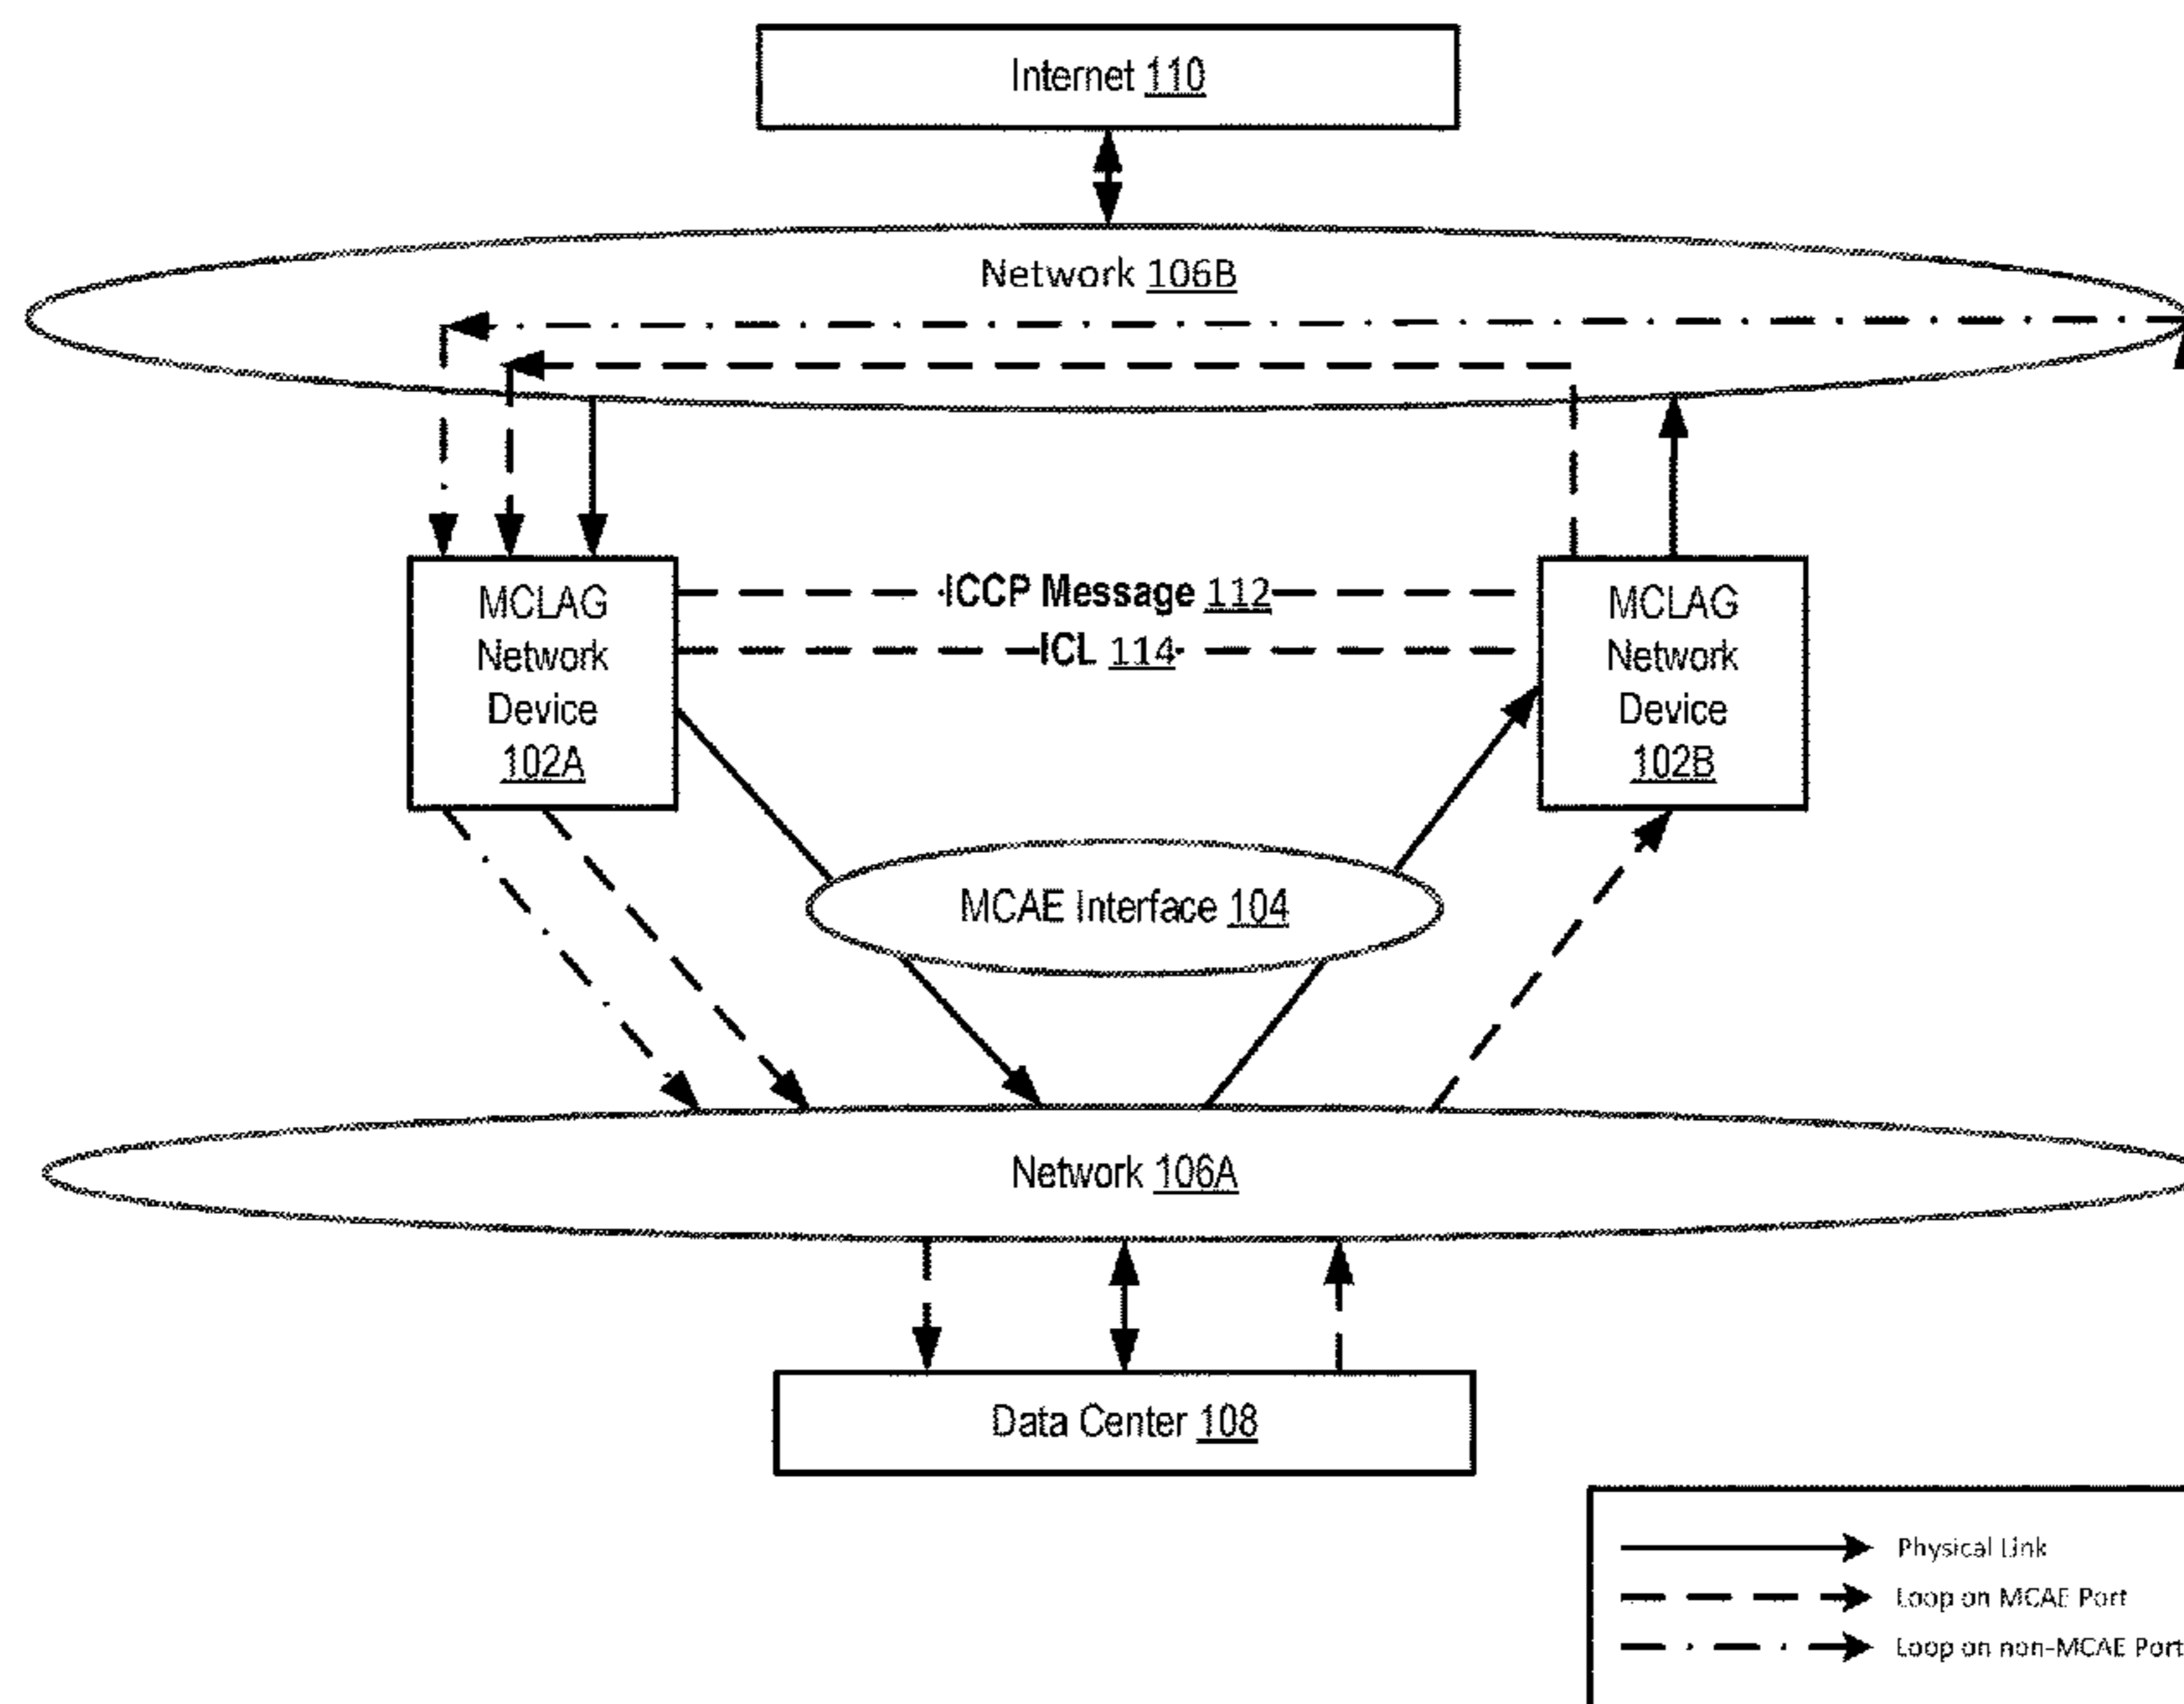 Internet 110
Network 106B
ICCP Message 112
ICL 114
MCLAG
Network
Device
102A
MCLAG
Network
Device
102B
MCAE Interface 104
Network 106A
Data Center 108
Physical Link
Loop on MCAE Port
Loop on non-MCAE Port